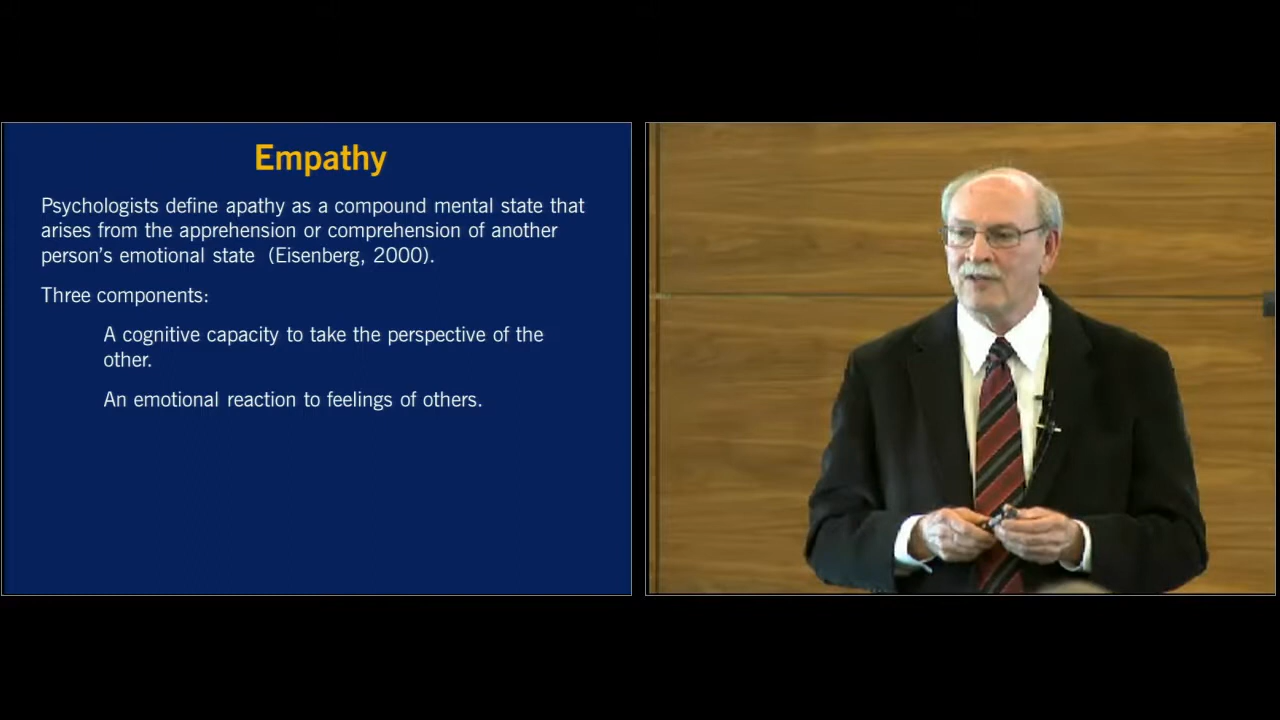 Empathy
Psychologists define apathy as a compound mental state that
arises from the apprehension or comprehension of another
person's emotional state (Eisenberg, 2000).
Three components:
A cognitive capacity to take the perspective of the
other.
An emotional reaction to feelings of others.